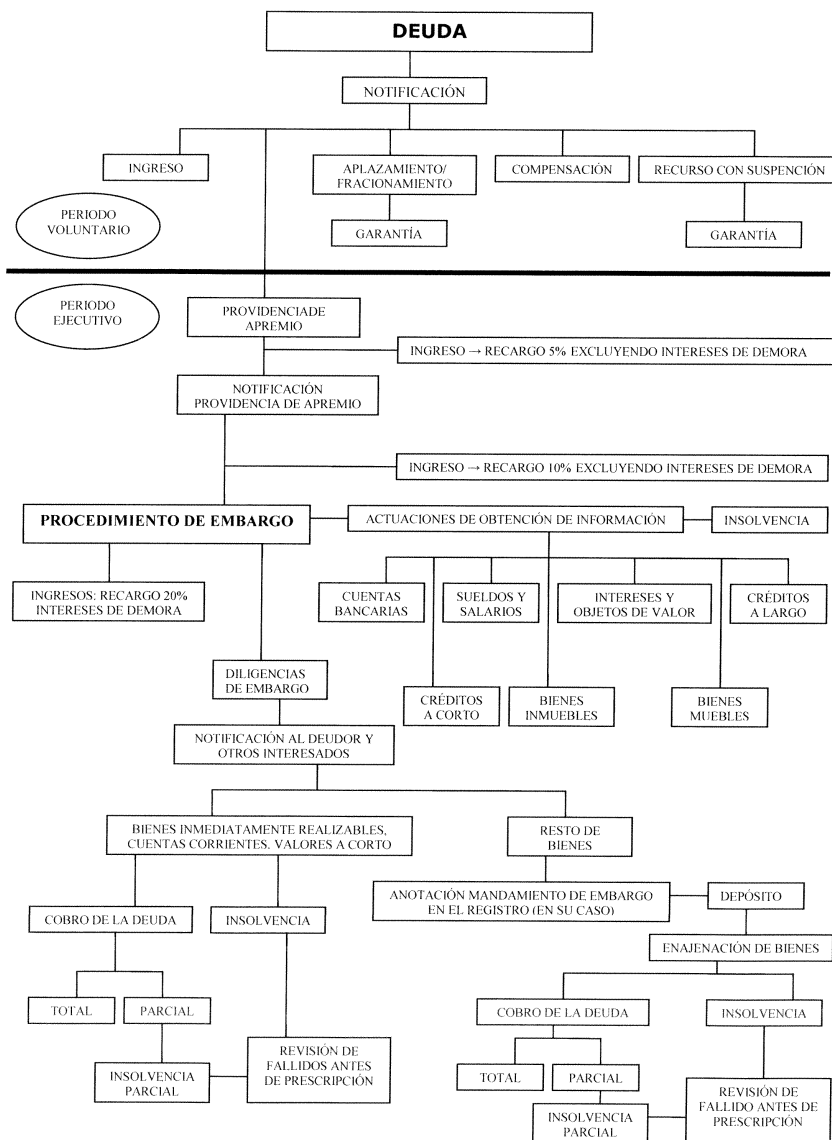 DEUDA
NOTIFICACIÓN
INGRESO
APLAZAMIENTO/
FRACIONAMIENTO
COMPENSACIÓN
RECURSO CON SUSPENCIÓN
PERIODO
VOLUNTARIO
GARANTÍA
GARANTÍA
PERIODO
EJECUTIVO
PROVIDENCIADE
APREMIO
INGRESO → RECARGO 5% EXCLUYENDO INTERESES DE DEMORA
NOTIFICACIÓN
PROVIDENCIA DE APREMIO
INGRESO → RECARGO 10% EXCLUYENDO INTERESES DE DEMORA
PROCEDIMIENTO DE EMBARGO
ACTUACIONES DE OBTENCIÓN DE INFORMACIÓN
INSOLVENCIA
INGRESOS: RECARGO 20%
INTERESES DE DEMORA
CUENTAS
BANCARIAS
SUELDOS Y
SALARIOS
INTERESES Y
OBJETOS DE VALOR
CRÉDITOS
A LARGO
DILIGENCIAS
DE EMBARGO
CRÉDITOS
A CORTO
BIENES
INMUEBLES
BIENES
MUEBLES
NOTIFICACIÓN AL DEUDOR Y
OTROS INTERESADOS
BIENES INMEDIATAMENTE REALIZABLES,
CUENTAS CORRIENTES. VALORES A CORTO
RESTO DE
BIENES
ANOTACIÓN MANDAMIENTO DE EMBARGO
EN EL REGISTRO (EN SU CASO)
DEPÓSITO
COBRO DE LA DEUDA
INSOLVENCIA
ENAJENACIÓN DE BIENES
TOTAL
PARCIAL
COBRO DE LA DEUDA
INSOLVENCIA
INSOLVENCIA
PARCIAL
REVISIÓN DE
FALLIDOS ANTES
DE PRESCRIPCIÓN
TOTAL
PARCIAL
INSOLVENCIA
PARCIAL
REVISIÓN DE
FALLIDO ANTES DE
PRESCRIPCIÓN